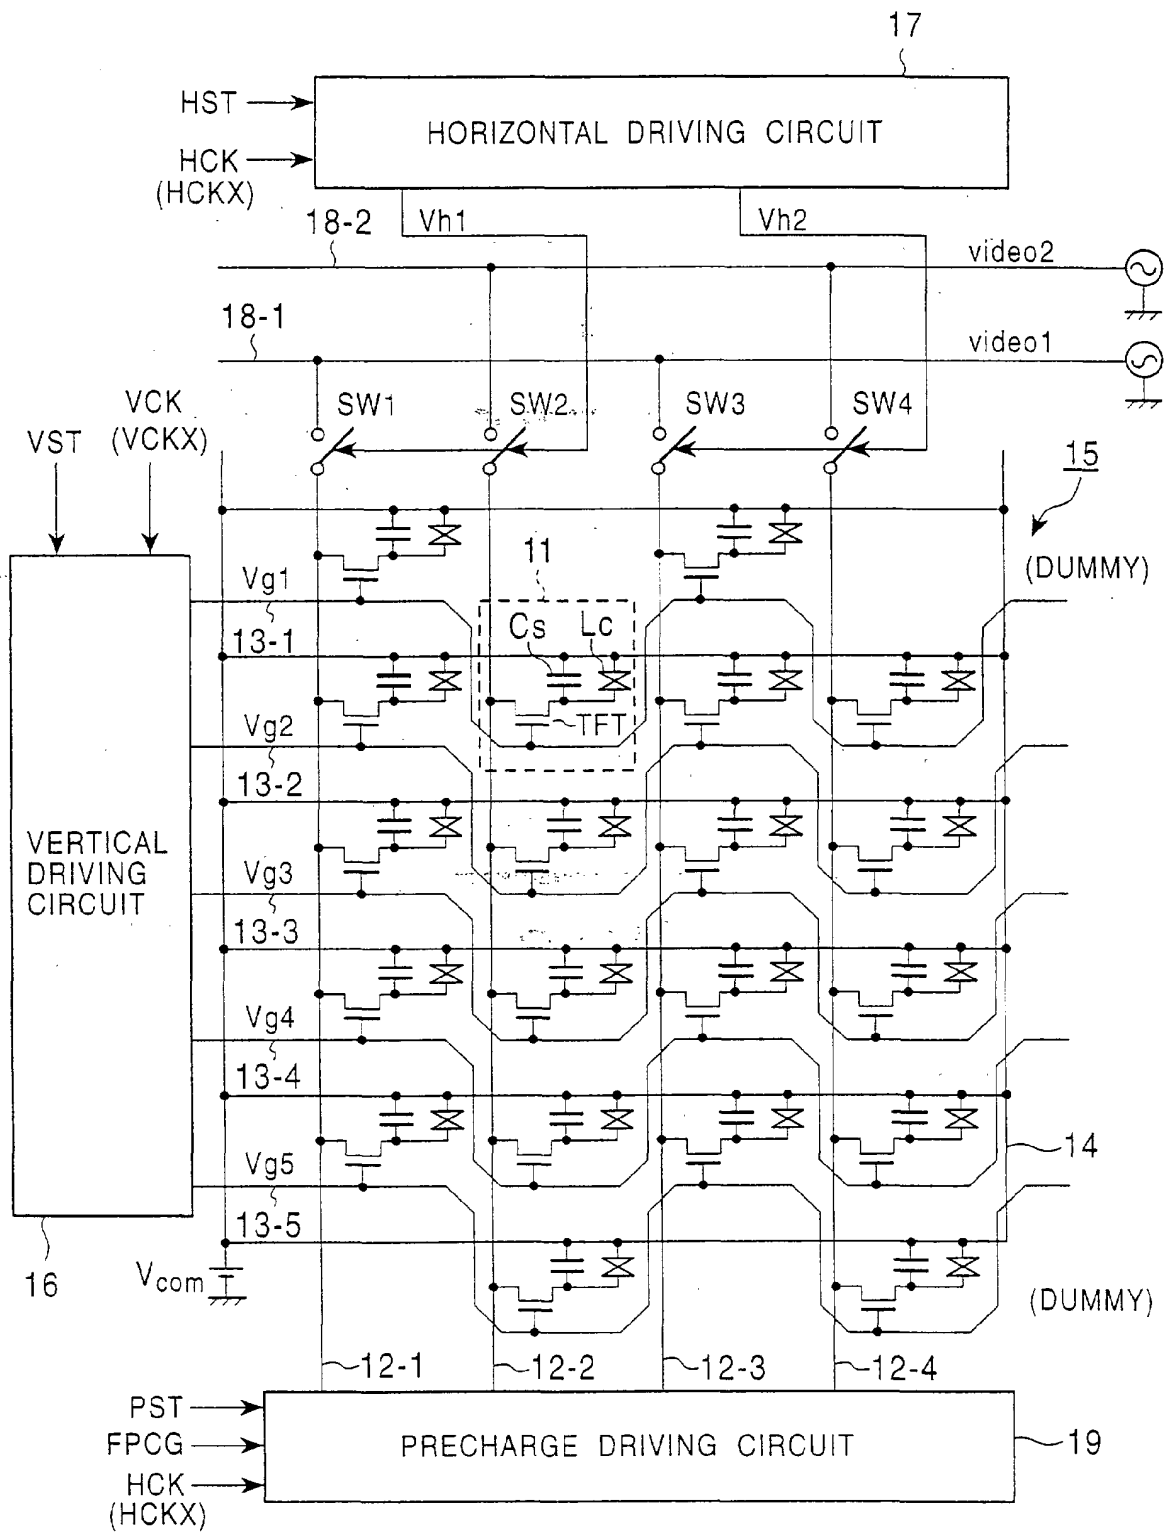 17
HST
HORIZONTAL DRIVING CIRCUIT
HCK
(HCKX)
18-2
Vh1
Vh2
video2
18-1
video1
VCK
(VCKX)
VST
SW1
SW2
SW3
SW4
15
11
(DUMMY)
Vg1
Cs
Lc
13-1
TFT
Vg2
13-2
VERTICAL
DRIVING
CIRCUIT
Vg3
13-3
Vg4
13-4
14
Vg5
13-5
16
Vcom
(DUMMY)
12-1
12-2
12-3
12-4
PST
FPCG
PRECHARGE DRIVING CIRCUIT
19
HCK
(HCKX)